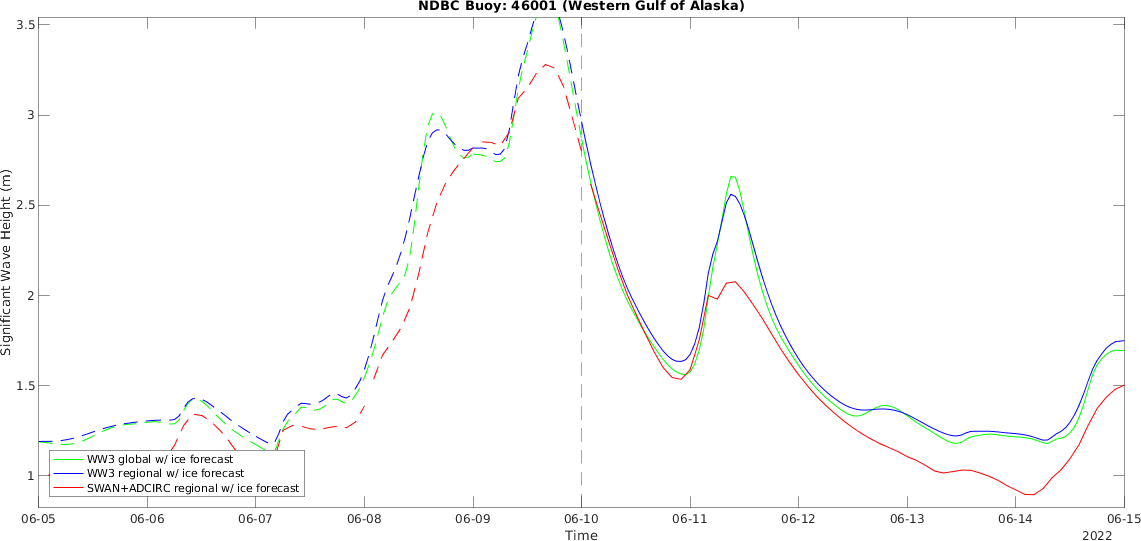 NDBC Buoy: 46001 (Western Gulf of Alaska)
3.5
3
2.5
2
1.5
1
Significant Wave Height (m)
WW3 global w/ ice forecast
WW3 regional w/ ice forecast
SWAN+ADCIRC regional w/ ice forecast
06-05 06-06 06-07 06-08 06-09 06-10 06-11 06-12 06-13 06-14 06-15
Time
2022